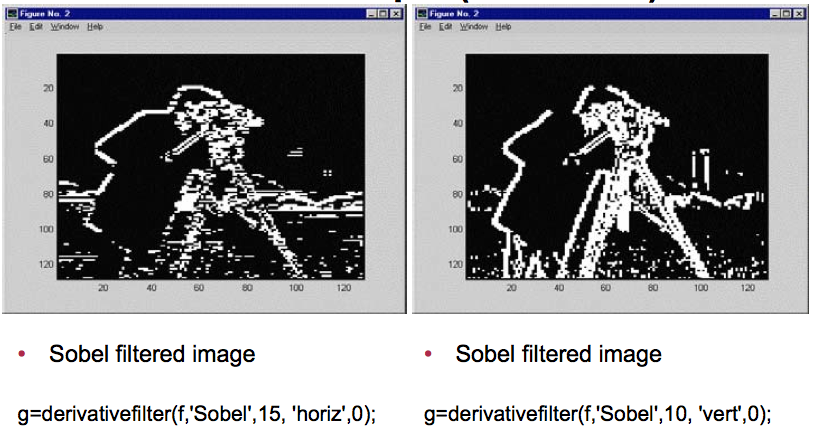 Figure No. 2
File Edit Window Help
20
40
60
80
100
120
20 40 60 80 100 120
Figure No. 2
File Edit Window Help
20
40
60
80
100
120
20 40 60 80 100 120
• Sobel filtered image
g=derivativefilter(f,'Sobel',15, 'horiz',0);
• Sobel filtered image
g=derivativefilter(f,'Sobel',10, 'vert',0);